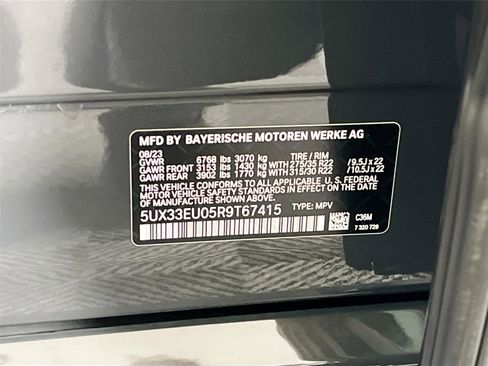 MFD BY BAYERISCHE MOTOREN WERKE AG
08/23
GVWR 6768 lbs 3070 kg TIRE / RIM
GAWR FRONT 3153 lbs 1430 kg 275/35 R22 / 9.5J x 22
GAWR REAR 3902 lbs 1770 kg 315/30 R22 / 10.5J x 22
THIS VEHICLE CONFORMS TO ALL APPLICABLE U.S. FEDERAL
MOTOR VEHICLE SAFETY STANDARDS IN EFFECT ON THE DATE OF
MANUFACTURE SHOWN ABOVE.
5UX33EU05R9T67415 TYPE: MPV
C36M
7 320 729